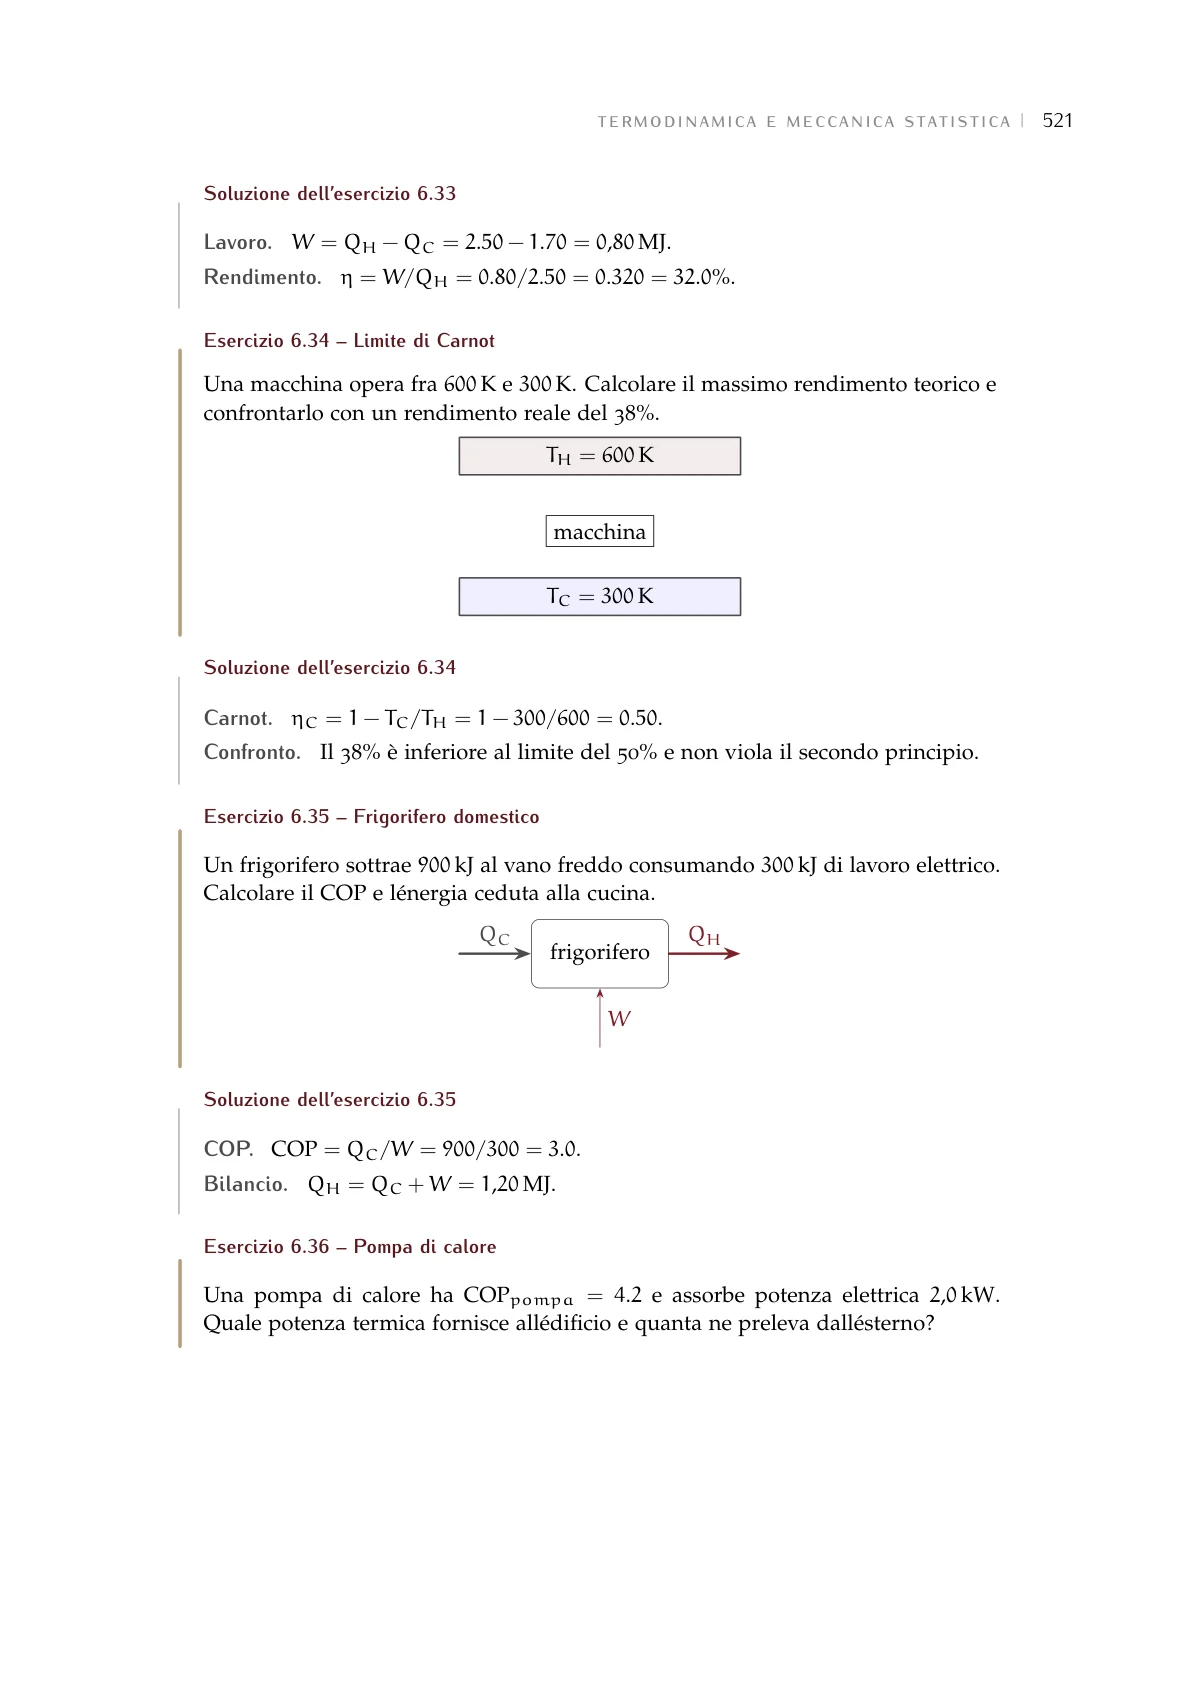 TERMODINAMICA E MECCANICA STATISTICA | 521
Soluzione dell'esercizio 6.33
Lavoro. W = Q_H − Q_C = 2.50 − 1.70 = 0,80 MJ.
Rendimento. η = W/Q_H = 0.80/2.50 = 0.320 = 32.0%.
Esercizio 6.34 – Limite di Carnot
Una macchina opera fra 600 K e 300 K. Calcolare il massimo rendimento teorico e
confrontarlo con un rendimento reale del 38%.
T_H = 600 K
macchina
T_C = 300 K
Soluzione dell'esercizio 6.34
Carnot. η_C = 1 − T_C/T_H = 1 − 300/600 = 0.50.
Confronto. Il 38% è inferiore al limite del 50% e non viola il secondo principio.
Esercizio 6.35 – Frigorifero domestico
Un frigorifero sottrae 900 kJ al vano freddo consumando 300 kJ di lavoro elettrico.
Calcolare il COP e lénergia ceduta alla cucina.
Q_C frigorifero Q_H
W
Soluzione dell'esercizio 6.35
COP. COP = Q_C/W = 900/300 = 3.0.
Bilancio. Q_H = Q_C + W = 1,20 MJ.
Esercizio 6.36 – Pompa di calore
Una pompa di calore ha COP_pompa = 4.2 e assorbe potenza elettrica 2,0 kW.
Quale potenza termica fornisce allédificio e quanta ne preleva dallésterno?